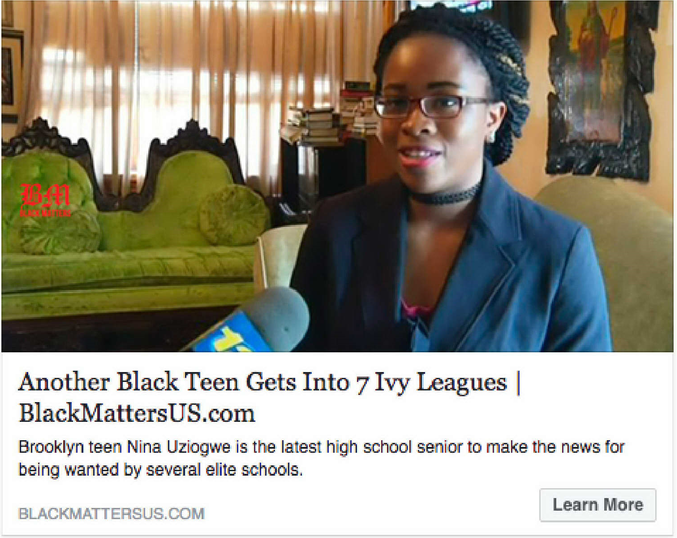 BM
Another Black Teen Gets Into 7 Ivy Leagues |
BlackMattersUS.com
Brooklyn teen Nina Uziogwe is the latest high school senior to make the news for
being wanted by several elite schools.
Learn More
BLACKMATTERSUS.COM